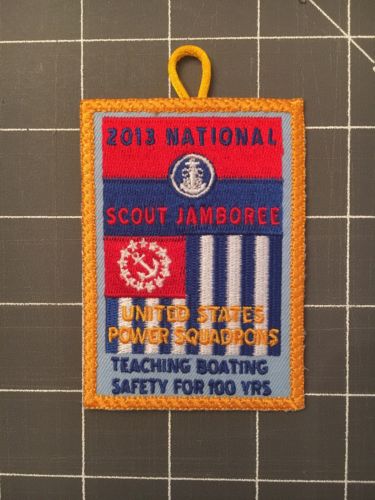 2013 NATIONAL
SCOUT JAMBOREE
UNITED STATES
POWER SQUADRONS
TEACHING BOATING
SAFETY FOR 100 YRS